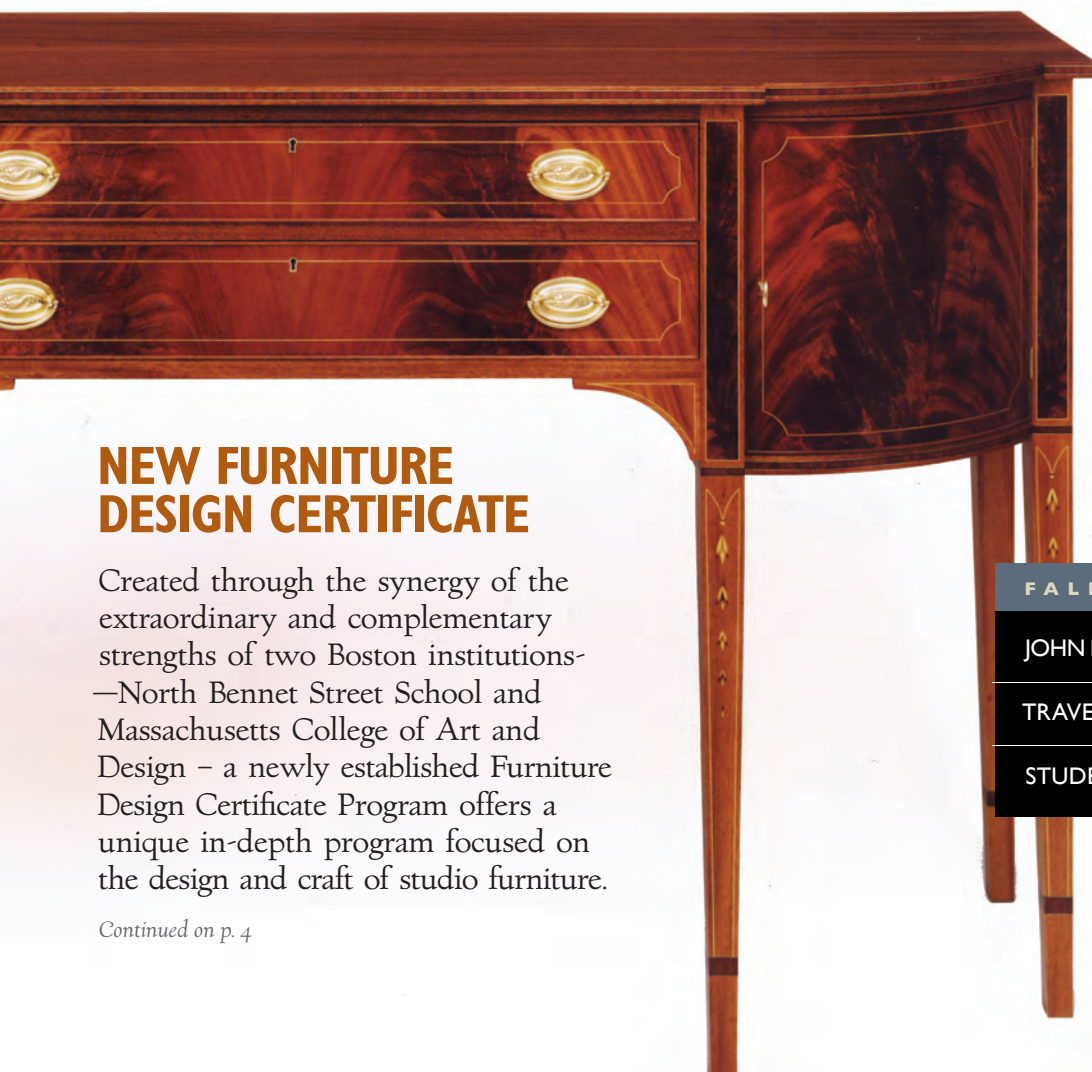 NEW FURNITURE
DESIGN CERTIFICATE
Created through the synergy of the
extraordinary and complementary
strengths of two Boston institutions-
—North Bennet Street School and
Massachusetts College of Art and
Design – a newly established Furniture
Design Certificate Program offers a
unique in-depth program focused on
the design and craft of studio furniture.
Continued on p. 4
JOHN